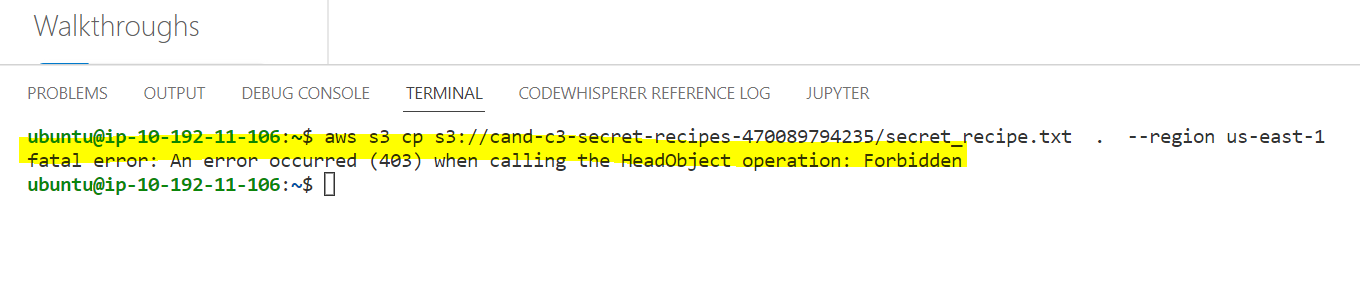 Walkthroughs
PROBLEMS OUTPUT DEBUG CONSOLE TERMINAL CODEWHISPERER REFERENCE LOG JUPYTER
ubuntu@ip-10-192-11-106:~$ aws s3 cp s3://cand-c3-secret-recipes-470089794235/secret_recipe.txt  .  --region us-east-1
fatal error: An error occurred (403) when calling the HeadObject operation: Forbidden
ubuntu@ip-10-192-11-106:~$